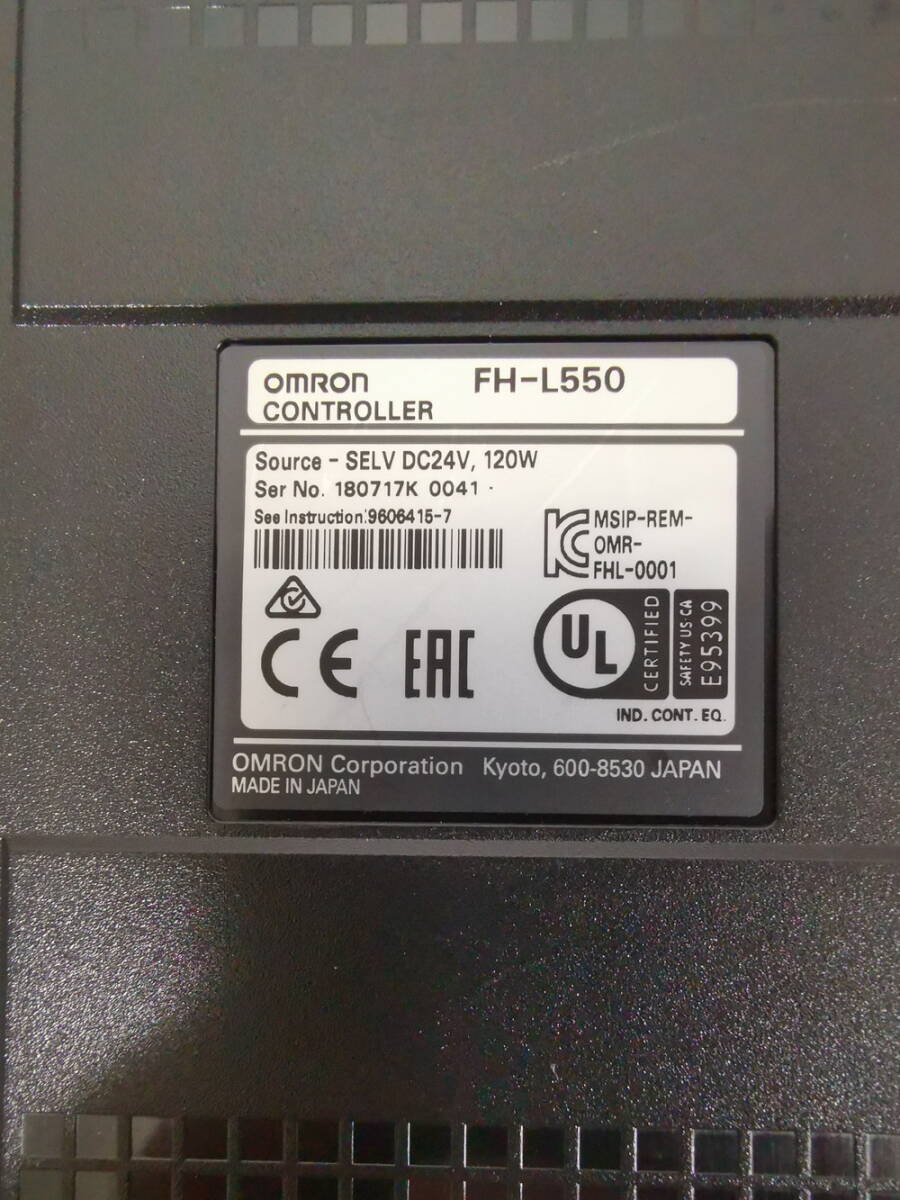 OMRON FH-L550
CONTROLLER
Source - SELV DC24V, 120W
Ser No. 180717K 0041
See Instruction:9606415-7
MSIP-REM-
OMR-
FHL-0001
CE EAC
UL CERTIFIED
SAFETY US CA
E95399
IND. CONT. EQ.
OMRON Corporation Kyoto, 600-8530 JAPAN
MADE IN JAPAN